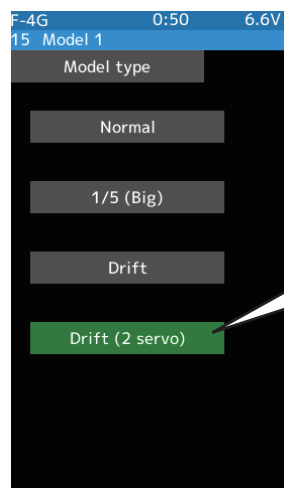 F-4G 0:50 6.6V
15 Model 1
Model type
Normal
1/5 (Big)
Drift
Drift (2 servo)